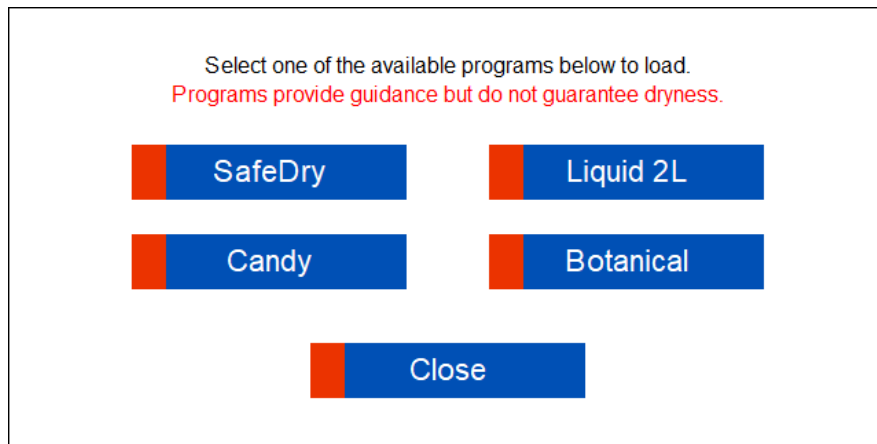 Select one of the available programs below to load.
Programs provide guidance but do not guarantee dryness.
SafeDry
Liquid 2L
Candy
Botanical
Close